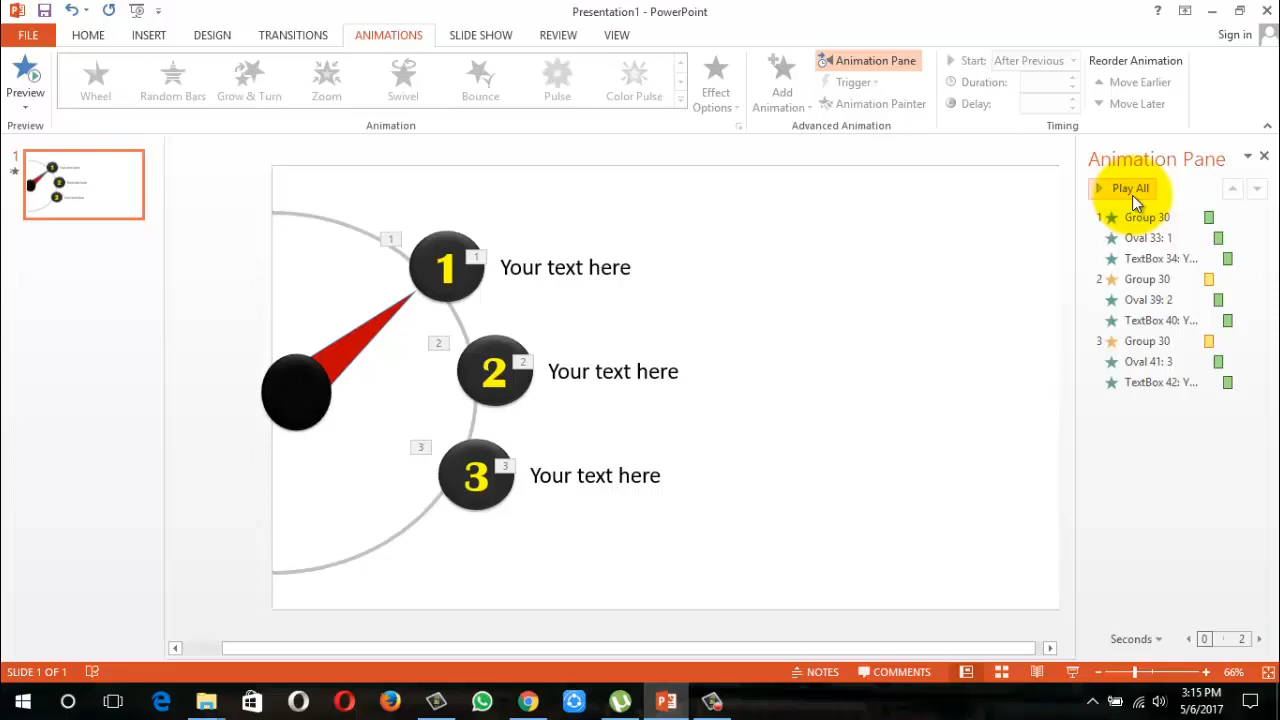 Presentation1 - PowerPoint
?
FILE
HOME
INSERT
DESIGN
TRANSITIONS
ANIMATIONS
SLIDE SHOW
REVIEW
VIEW
Sign in
Preview
Wheel
Random Bars
Grow & Turn
Zoom
Swivel
Bounce
Pulse
Color Pulse
Effect
Options
Add
Animation
Animation Pane
Trigger
Animation Painter
Start: After Previous
Duration:
Delay:
Reorder Animation
Move Earlier
Move Later
Preview
Animation
Advanced Animation
Timing
1
1
2
3
1
1
1
Your text here
2
2
2
Your text here
3
3
3
Your text here
Animation Pane
Play All
1 Group 30
Oval 33: 1
TextBox 34: Y...
2 Group 30
Oval 39: 2
TextBox 40: Y...
3 Group 30
Oval 41: 3
TextBox 42: Y...
Seconds 0 2
SLIDE 1 OF 1
NOTES
COMMENTS
66%
3:15 PM
5/6/2017